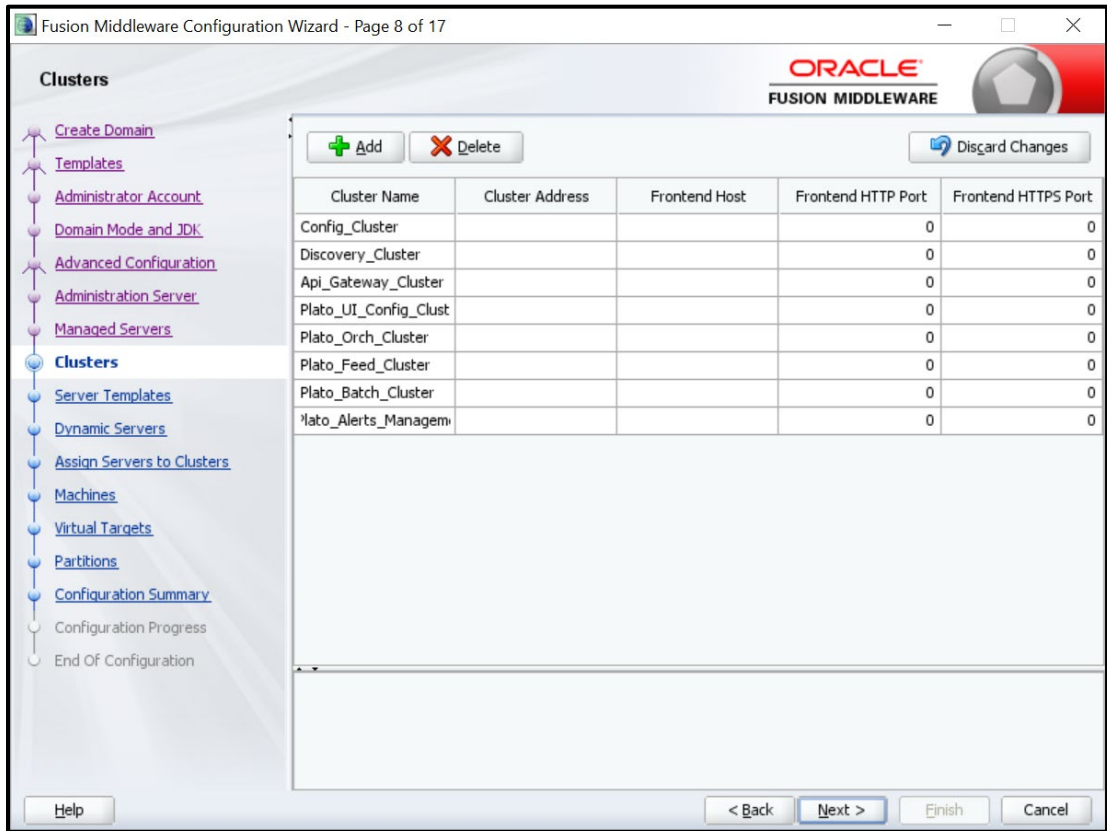 Fusion Middleware Configuration Wizard - Page 8 of 17
Clusters
ORACLE
FUSION MIDDLEWARE
Create Domain
Templates
Administrator Account
Domain Mode and JDK
Advanced Configuration
Administration Server
Managed Servers
Clusters
Server Templates
Dynamic Servers
Assign Servers to Clusters
Machines
Virtual Targets
Partitions
Configuration Summary
Configuration Progress
End Of Configuration
Add Delete Discard Changes
Cluster Name Cluster Address Frontend Host Frontend HTTP Port Frontend HTTPS Port
Config_Cluster 0 0
Discovery_Cluster 0 0
Api_Gateway_Cluster 0 0
Plato_UI_Config_Clust 0 0
Plato_Orch_Cluster 0 0
Plato_Feed_Cluster 0 0
Plato_Batch_Cluster 0 0
Plato_Alerts_Managem 0 0
Help < Back Next > Finish Cancel